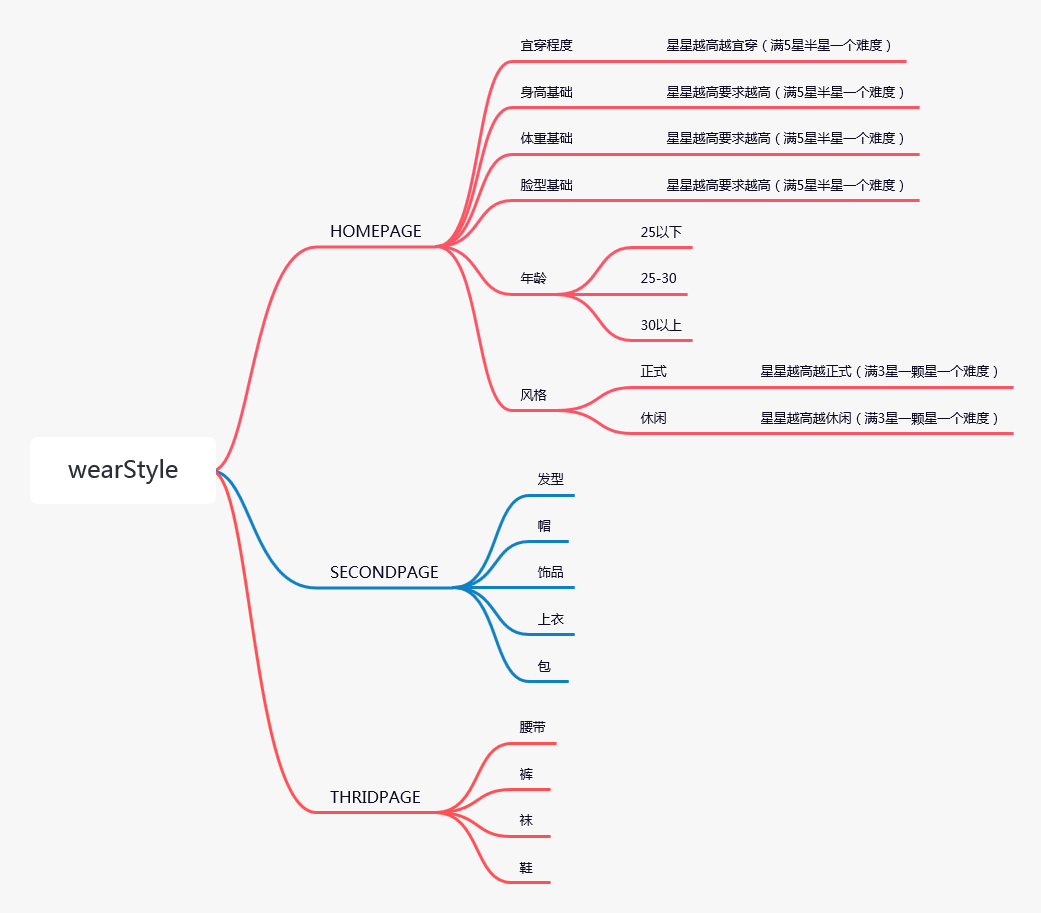 wearStyle
HOMEPAGE
宜穿程度 星星越高越宜穿（满5星半星一个难度）
身高基础 星星越高要求越高（满5星半星一个难度）
体重基础 星星越高要求越高（满5星半星一个难度）
脸型基础 星星越高要求越高（满5星半星一个难度）
年龄
25以下
25-30
30以上
风格
正式 星星越高越正式（满3星一颗星一个难度）
休闲 星星越高越休闲（满3星一颗星一个难度）
SECONDPAGE
发型
帽
饰品
上衣
包
THRIDPAGE
腰带
裤
袜
鞋